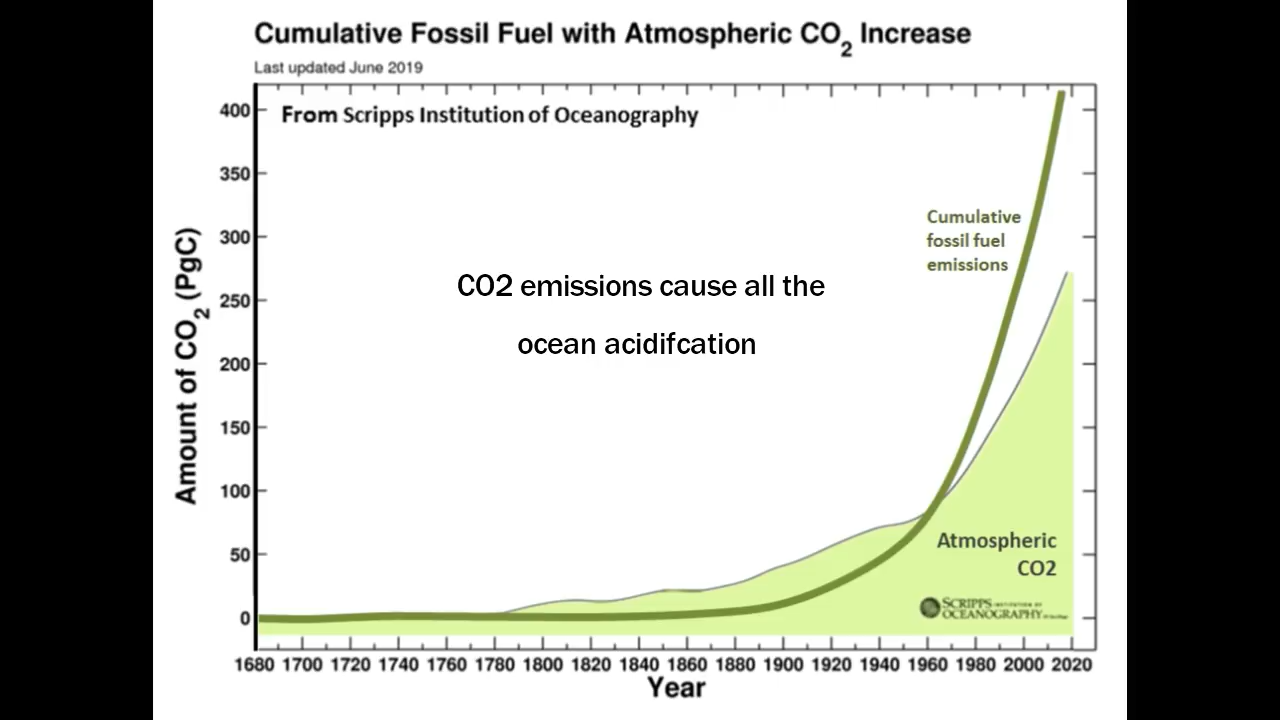 Cumulative Fossil Fuel with Atmospheric CO2 Increase
Last updated June 2019
From Scripps Institution of Oceanography
400
350
300
250
200
150
100
50
0
Amount of CO2 (PgC)
Cumulative
fossil fuel
emissions
CO2 emissions cause all the
ocean acidifcation
Atmospheric
CO2
SCRIPPS INSTITUTION OF
OCEANOGRAPHY
1680 1700 1720 1740 1760 1780 1800 1820 1840 1860 1880 1900 1920 1940 1960 1980 2000 2020
Year